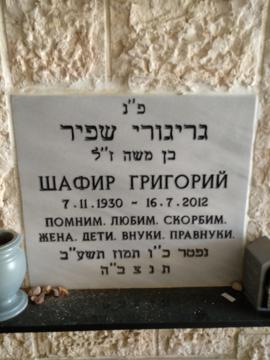 פ"נ
גריגורי שפיר
בן משה ז"ל
ШАФИР ГРИГОРИЙ
7.11.1930 - 16.7.2012
ПОМНИМ. ЛЮБИМ. СКОРБИМ.
ЖЕНА. ДЕТИ. ВНУКИ. ПРАВНУКИ.
נפטר כ"ו תמוז תשע"ב
תנצב"ה